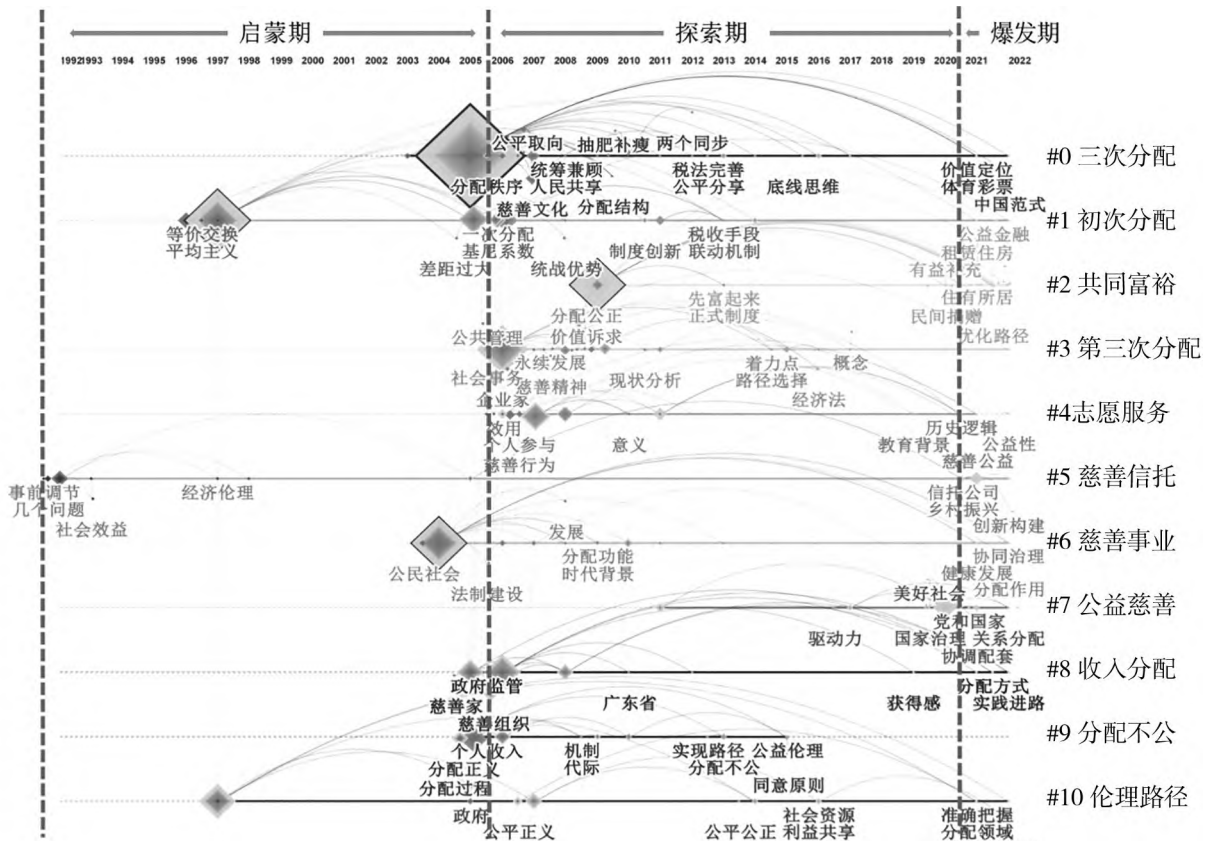 启蒙期 探索期 爆发期
1992 1993 1994 1995 1996 1997 1998 1999 2000 2001 2002 2003 2004 2005 2006 2007 2008 2009 2010 2011 2012 2013 2014 2015 2016 2017 2018 2019 2020 2021 2022
公平取向 抽肥补瘦 两个同步
#0 三次分配
统筹兼顾 税法完善 价值定位
分配秩序 人民共享 公平分享 底线思维 体育彩票
慈善文化 分配结构 中国范式
#1 初次分配
等价交换 一次分配 税收手段 公益金融
平均主义 基尼系数 制度创新 联动机制 租赁住房
差距过大 统战优势 有益补充
#2 共同富裕
先富起来 住有所居
分配公正 正式制度 民间捐赠
公共管理 价值诉求 优化路径
#3 第三次分配
永续发展 着力点 概念
社会事务 慈善精神 现状分析 路径选择
企业家 经济法
#4志愿服务
效用 历史逻辑
个人参与 意义 教育背景 公益性
慈善行为 慈善公益
#5 慈善信托
事前调节 经济伦理 信托公司
几个问题 乡村振兴
社会效益 发展 创新构建
#6 慈善事业
分配功能 协同治理
公民社会 时代背景 健康发展
法制建设 美好社会 分配作用
#7 公益慈善
党和国家
驱动力 国家治理 关系分配
协调配套
#8 收入分配
政府监管 分配方式
慈善家 广东省 获得感 实践进路
慈善组织
#9 分配不公
个人收入 机制 实现路径 公益伦理
分配正义 代际 分配不公
分配过程 同意原则
#10 伦理路径
政府 社会资源 准确把握
公平正义 公平公正 利益共享 分配领域